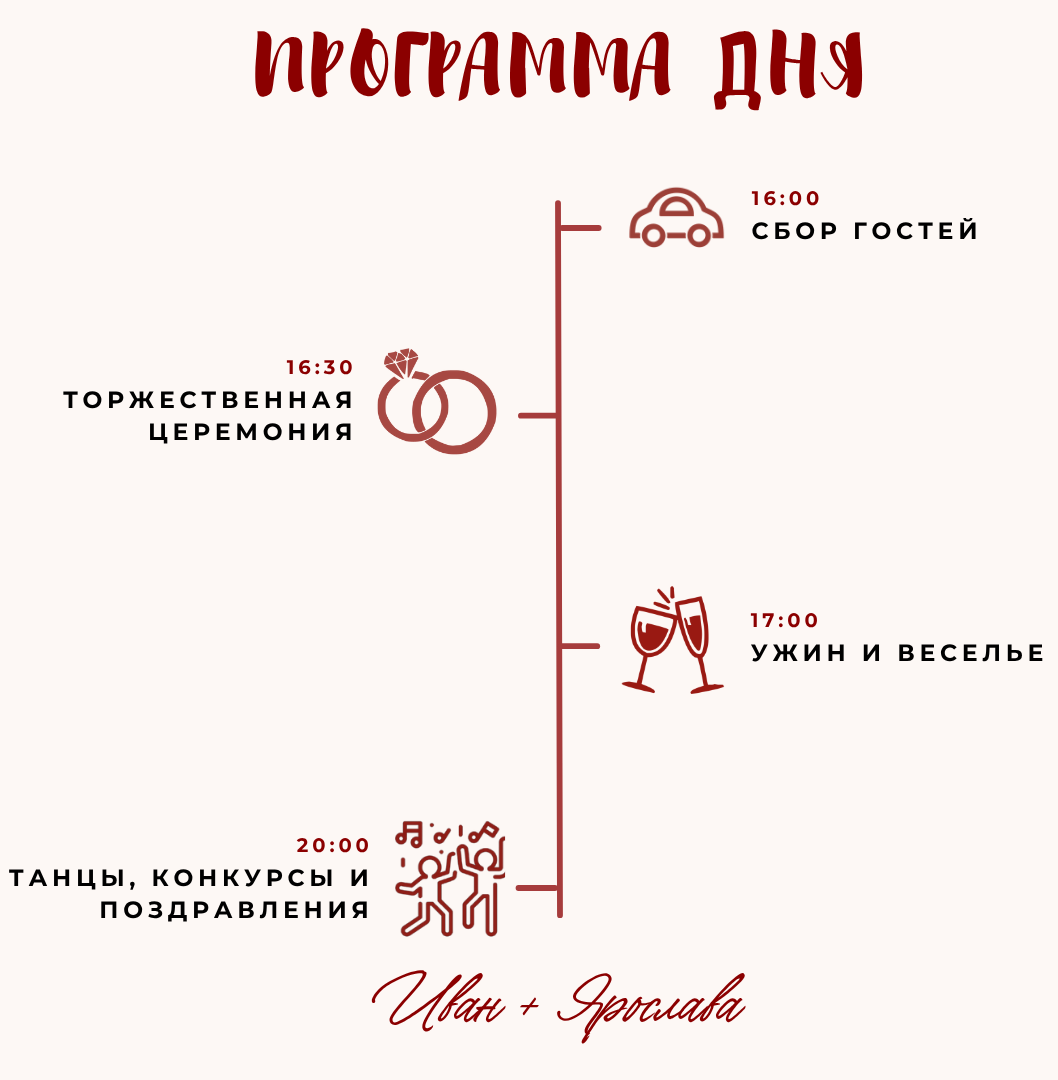 ПРОГРАММА ДНЯ
16:00
СБОР ГОСТЕЙ
16:30
ТОРЖЕСТВЕННАЯ
ЦЕРЕМОНИЯ
17:00
УЖИН И ВЕСЕЛЬЕ
20:00
ТАНЦЫ, КОНКУРСЫ И
ПОЗДРАВЛЕНИЯ
Иван + Ярослава